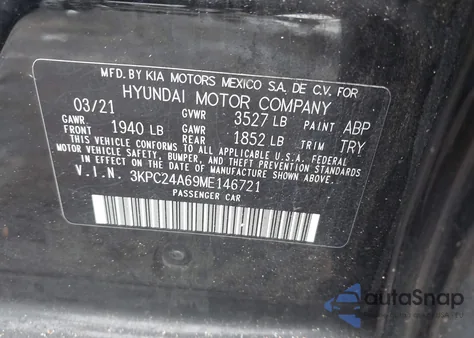 MFD. BY KIA MOTORS MEXICO S.A. DE C.V. FOR
HYUNDAI MOTOR COMPANY
03/21 GVWR 3527 LB PAINT ABP
GAWR FRONT 1940 LB GAWR REAR 1852 LB TRIM TRY
THIS VEHICLE CONFORMS TO ALL APPLICABLE U.S.A. FEDERAL
MOTOR VEHICLE SAFETY, BUMPER, AND THEFT PREVENTION
STANDARDS IN EFFECT ON THE DATE OF MANUFACTURE SHOWN ABOVE.
V.I.N. 3KPC24A69ME146721
PASSENGER CAR
autoSnap